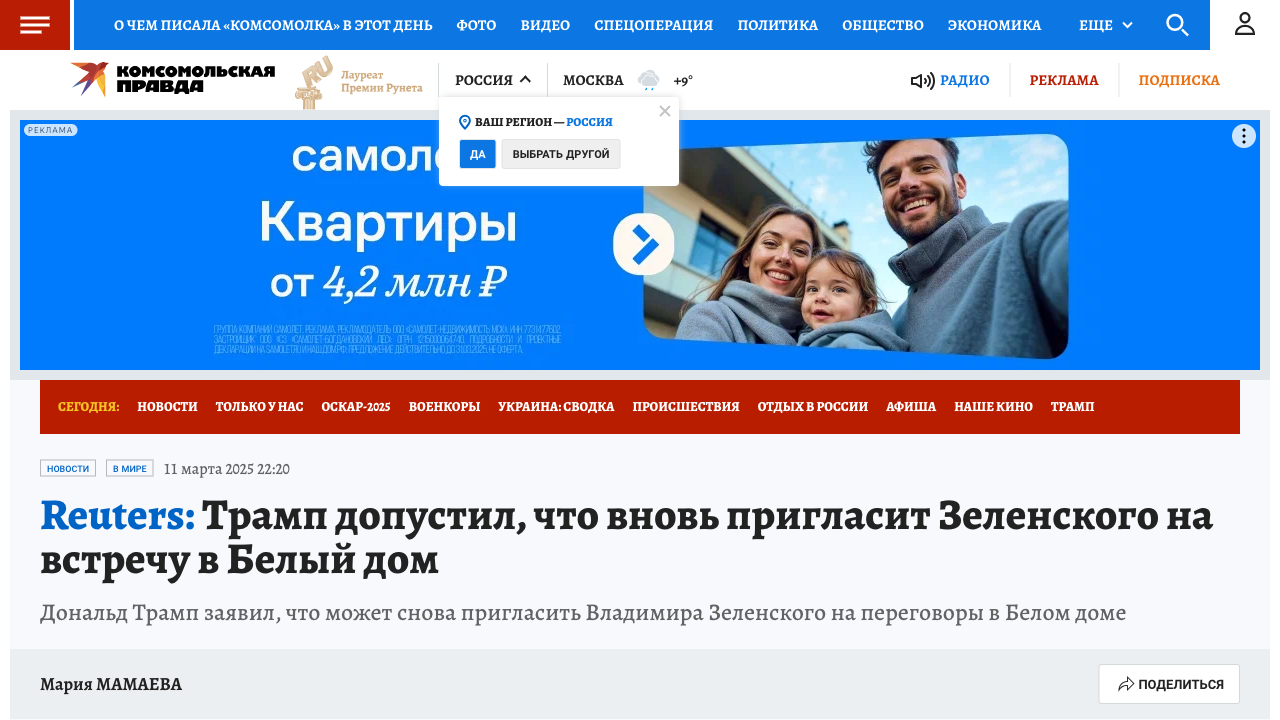 О ЧЕМ ПИСАЛА «КОМСОМОЛКА» В ЭТОТ ДЕНЬ ФОТО ВИДЕО СПЕЦОПЕРАЦИЯ ПОЛИТИКА ОБЩЕСТВО ЭКОНОМИКА ЕЩЕ
КОМСОМОЛЬСКАЯ
ПРАВДА
RU
Лауреат
Премии Рунета
РОССИЯ МОСКВА +9° РАДИО РЕКЛАМА ПОДПИСКА
ВАШ РЕГИОН — РОССИЯ
ДА ВЫБРАТЬ ДРУГОЙ
РЕКЛАМА
Квартиры
от 4,2 млн ₽
СЕГОДНЯ: НОВОСТИ ТОЛЬКО У НАС ОСКАР-2025 ВОЕНКОРЫ УКРАИНА: СВОДКА ПРОИСШЕСТВИЯ ОТДЫХ В РОССИИ АФИША НАШЕ КИНО ТРАМП
НОВОСТИ В МИРЕ 11 марта 2025 22:20
Reuters: Трамп допустил, что вновь пригласит Зеленского на
встречу в Белый дом
Дональд Трамп заявил, что может снова пригласить Владимира Зеленского на переговоры в Белом доме
Мария МАМАЕВА ПОДЕЛИТЬСЯ